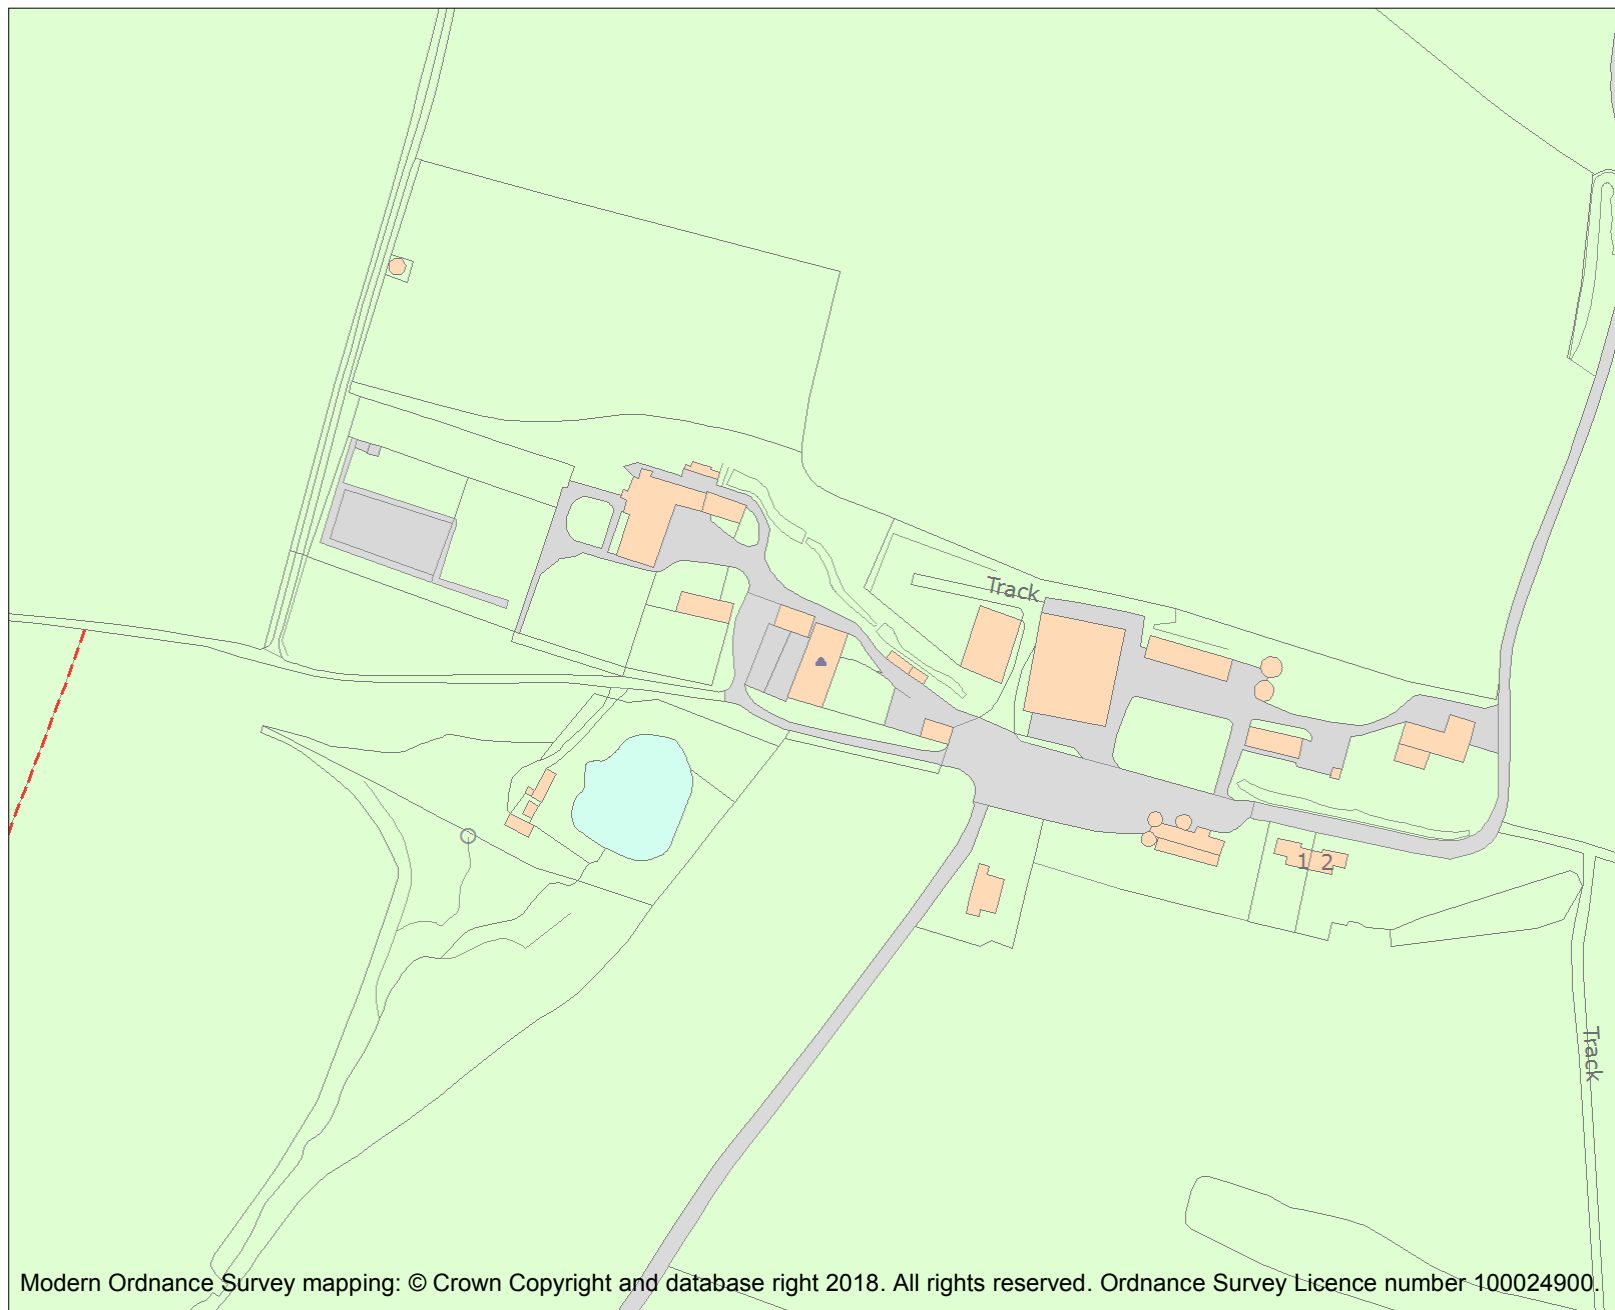 Track
1 2
Track
Modern Ordnance Survey mapping: © Crown Copyright and database right 2018. All rights reserved. Ordnance Survey Licence number 100024900.